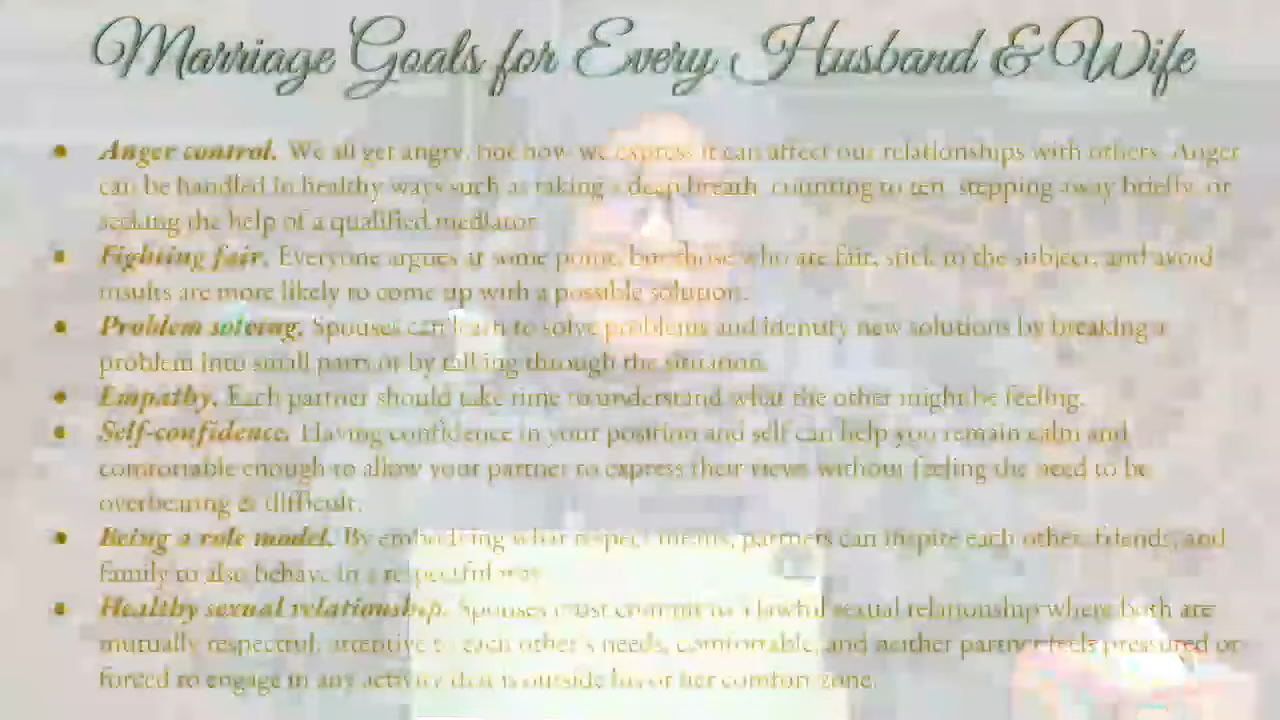 Marriage Goals for Every Husband & Wife
• Anger control. We all get angry, but how we express it can affect our relationships with others. Anger
can be handled in healthy ways such as taking a deep breath, counting to ten, stepping away briefly, or
seeking the help of a qualified mediator.
• Fighting fair. Everyone argues at some point, but those who are fair, stick to the subject, and avoid
insults are more likely to come up with a possible solution.
• Problem solving. Spouses can learn to solve problems and identify new solutions by breaking a
problem into small parts or by talking through the situation.
• Empathy. Each partner should take time to understand what the other might be feeling.
• Self-confidence. Having confidence in your position and self can help you remain calm and
comfortable enough to allow your partner to express their views without feeling the need to be
overbearing & difficult.
• Being a role model. By embodying what respect means, partners can inspire each other, friends, and
family to also behave in a respectful way.
• Healthy sexual relationship. Spouses must commit to a lawful sexual relationship where both are
mutually respectful, attentive to each other's needs, comfortable, and neither partner feels pressured or
forced to engage in any activity that is outside his or her comfort zone.